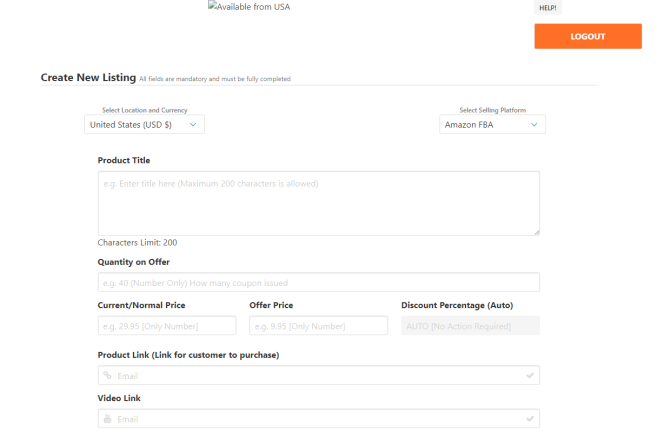 Available from USA
HELP!
LOGOUT
Create New Listing All fields are mandatory and must be fully completed
Select Location and Currency
Select Selling Platform
United States (USD $)
Amazon FBA
Product Title
e.g. Enter title here (Maximum 200 characters is allowed)
Characters Limit: 200
Quantity on Offer
e.g. 40 (Number Only) How many coupon issued
Current/Normal Price
Offer Price
Discount Percentage (Auto)
e.g. 29.95 [Only Number]
e.g. 9.95 [Only Number]
AUTO [No Action Required]
Product Link (Link for customer to purchase)
Email
Video Link
Email